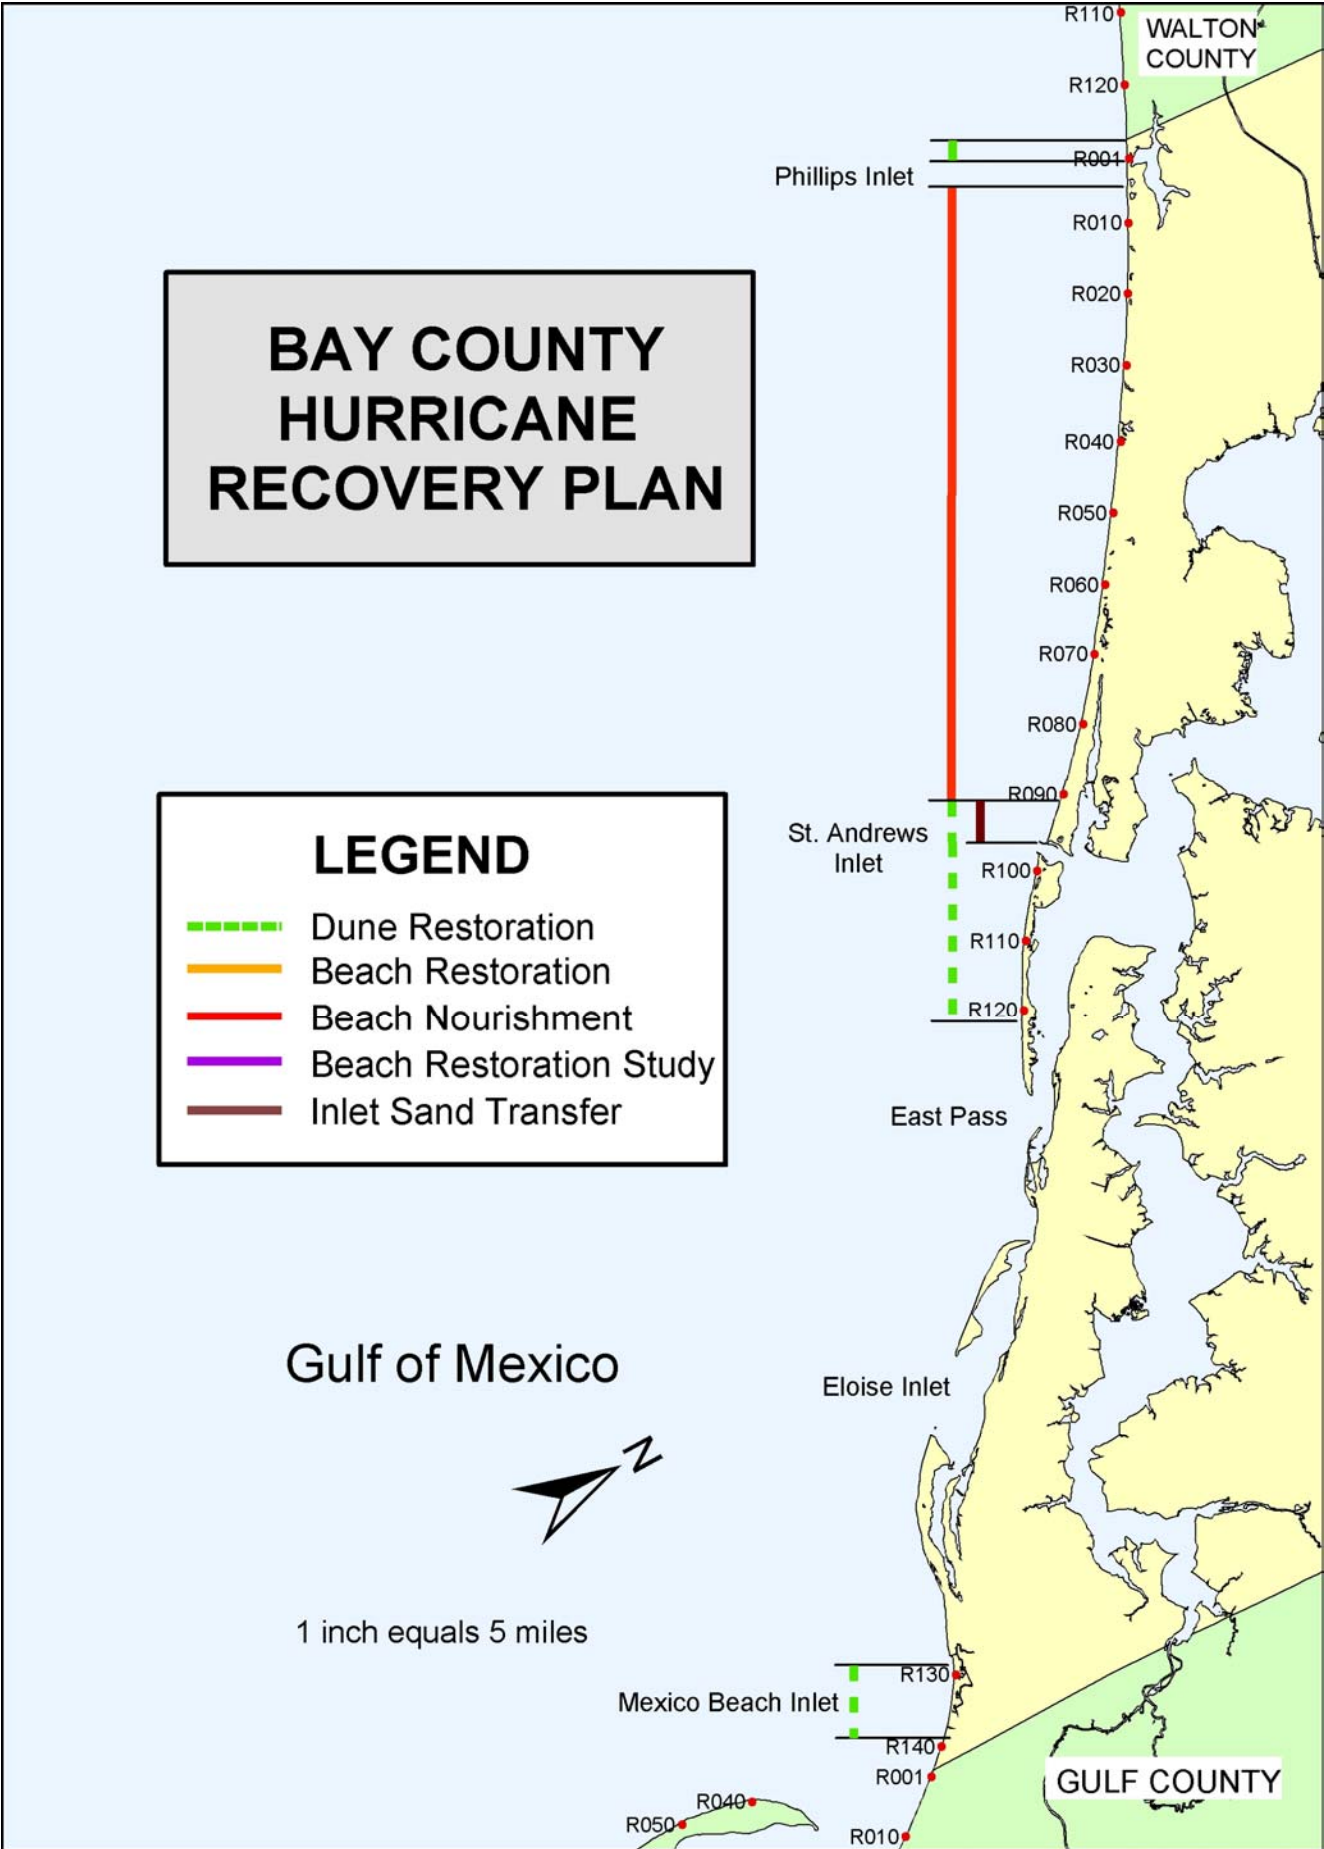 R110
WALTON
COUNTY
R120
R001
Phillips Inlet
R010
R020
R030
BAY COUNTY
HURRICANE
RECOVERY PLAN
R040
R050
R060
R070
R080
R090
LEGEND
Dune Restoration
Beach Restoration
Beach Nourishment
Beach Restoration Study
Inlet Sand Transfer
St. Andrews
Inlet
R100
R110
R120
East Pass
Gulf of Mexico
Eloise Inlet
N
1 inch equals 5 miles
R130
Mexico Beach Inlet
R140
R001
GULF COUNTY
R040
R050
R010